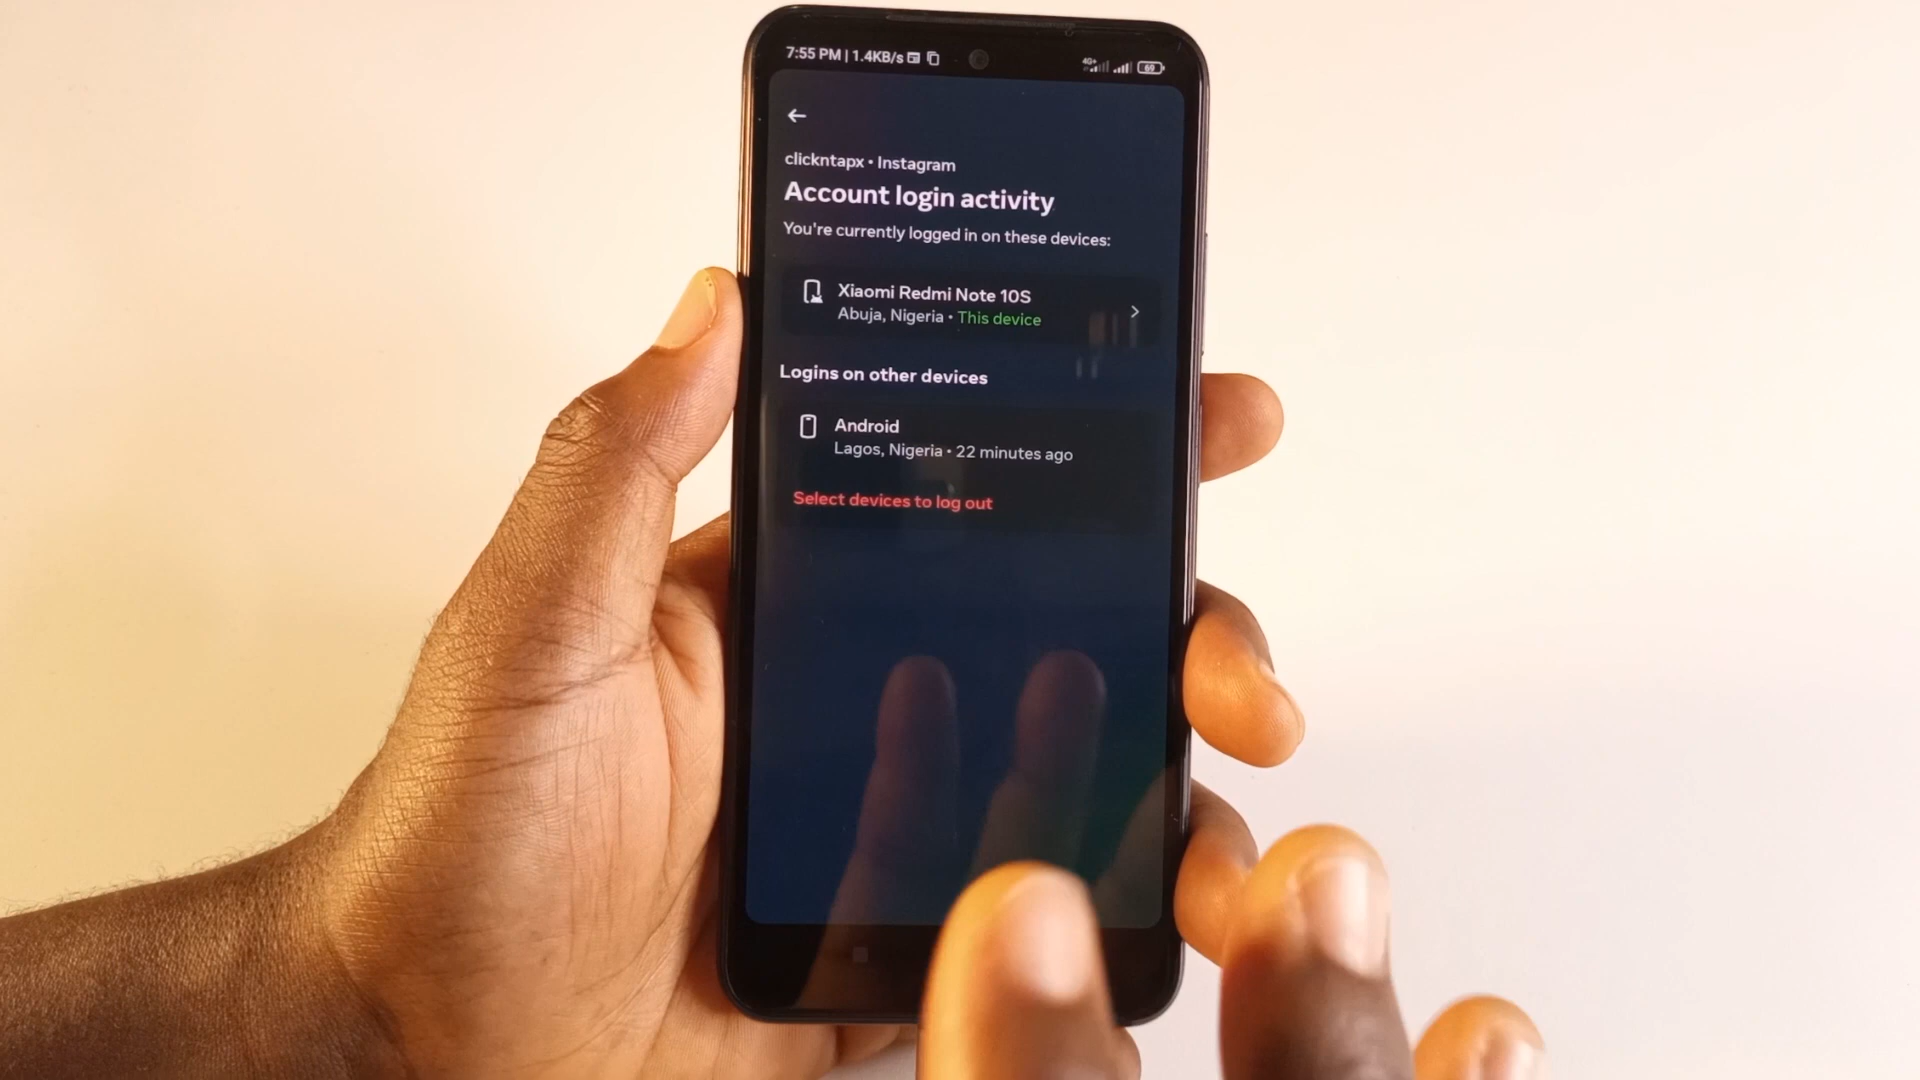 7:55 PM | 1.4KB/s
4G+
69
clickntapx • Instagram
Account login activity
You're currently logged in on these devices:
Xiaomi Redmi Note 10S
Abuja, Nigeria • This device
Logins on other devices
Android
Lagos, Nigeria • 22 minutes ago
Select devices to log out